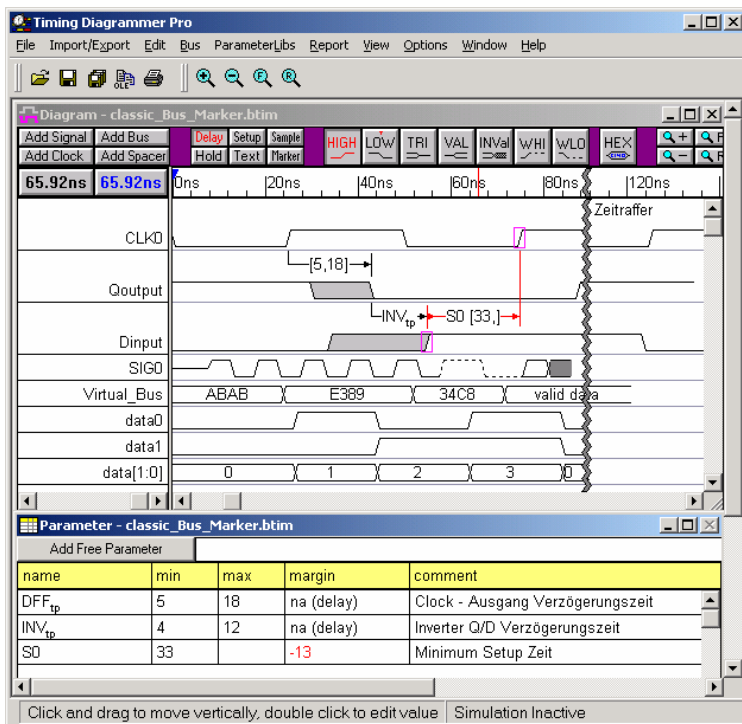 Timing Diagrammer Pro
File Import/Export Edit Bus ParameterLibs Report View Options Window Help
OLE
Diagram - classic_Bus_Marker.btim
Add Signal Add Bus Delay Setup Sample HIGH LOW TRI VAL INVal WHI WLO HEX
Add Clock Add Spacer Hold Text Marker
65.92ns 65.92ns 0ns 20ns 40ns 60ns 80ns 120ns
Zeitraffer
CLK0
[5,18]
Qoutput
INVtp S0 [33,]
Dinput
SIG0
Virtual_Bus ABAB E389 34C8 valid data
data0
data1
data[1:0] 0 1 2 3 0
Parameter - classic_Bus_Marker.btim
Add Free Parameter
name min max margin comment
DFFtp 5 18 na (delay) Clock - Ausgang Verzögerungszeit
INVtp 4 12 na (delay) Inverter Q/D Verzögerungszeit
S0 33 -13 Minimum Setup Zeit
Click and drag to move vertically, double click to edit value Simulation Inactive